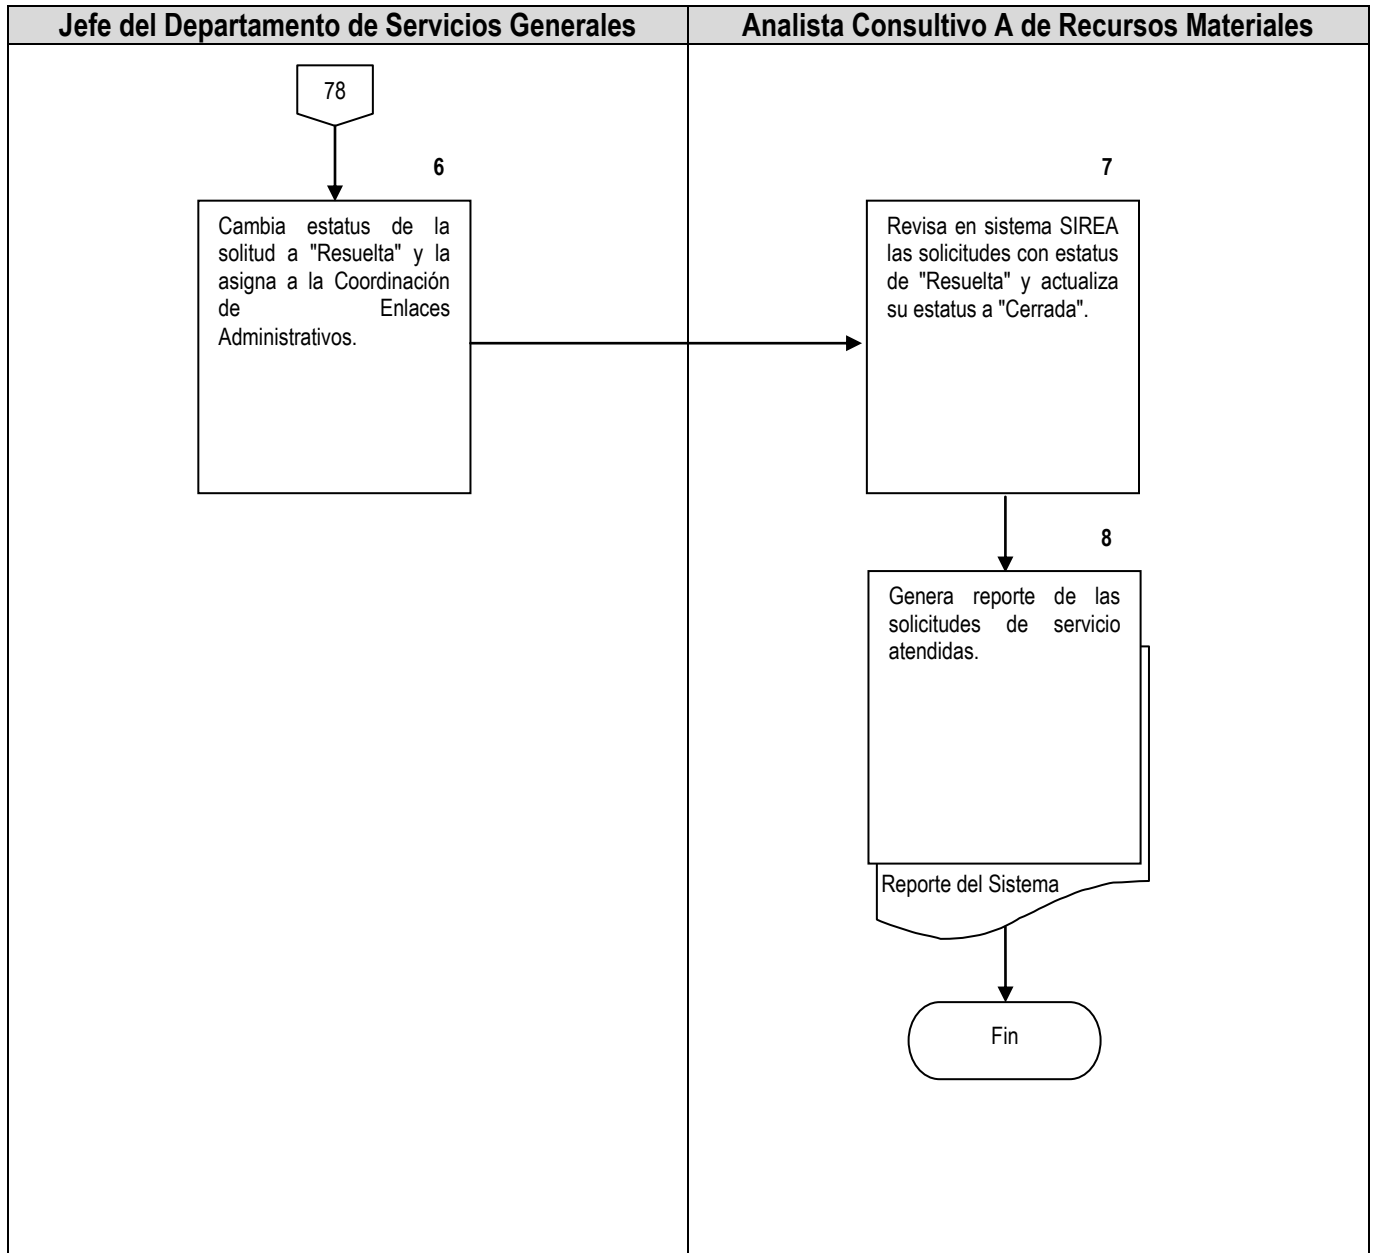 Jefe del Departamento de Servicios Generales
Analista Consultivo A de Recursos Materiales
78
6
Cambia estatus de la
solitud a "Resuelta" y la
asigna a la Coordinación
de Enlaces
Administrativos.
7
Revisa en sistema SIREA
las solicitudes con estatus
de "Resuelta" y actualiza
su estatus a "Cerrada".
8
Genera reporte de las
solicitudes de servicio
atendidas.
Reporte del Sistema
Fin